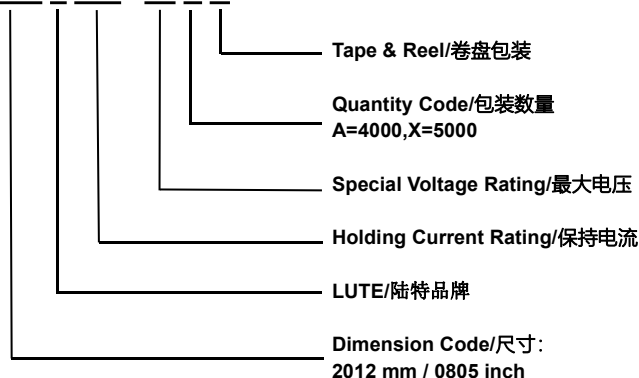 Tape & Reel/卷盘包装
Quantity Code/包装数量
A=4000,X=5000
Special Voltage Rating/最大电压
Holding Current Rating/保持电流
LUTE/陆特品牌
Dimension Code/尺寸：
2012 mm / 0805 inch